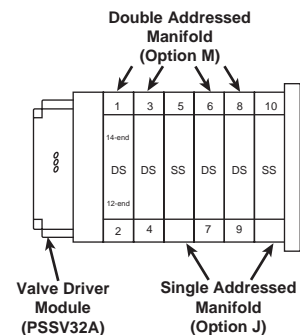 Double Addressed
Manifold
(Option M)
1 3 5 6 8 10
14-end
DS DS SS DS DS SS
12-end
2 4 7 9
Valve Driver
Module
(PSSV32A)
Single Addressed
Manifold
(Option J)